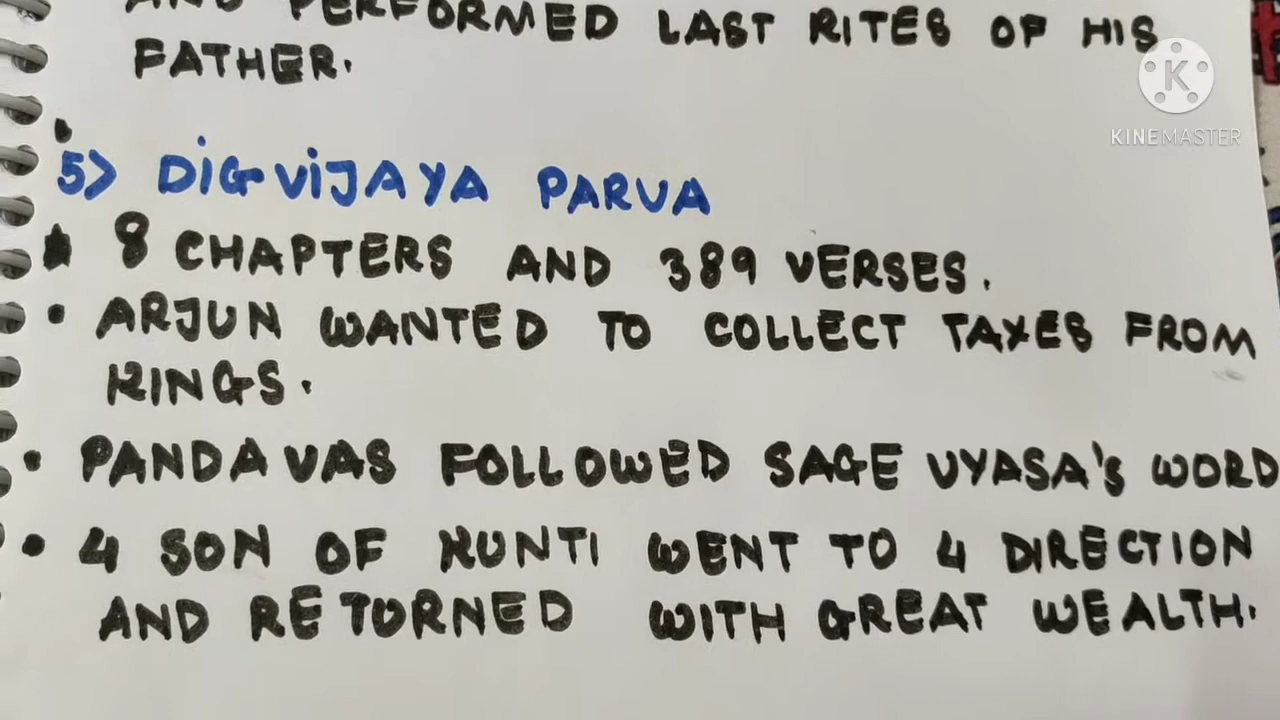 AND PERFORMED LAST RITES OF HIS
FATHER.
K
KINEMASTER
5> DIGVIJAYA PARVA
8 CHAPTERS AND 389 VERSES.
• ARJUN WANTED TO COLLECT TAXES FROM
KINGS.
• PANDAVAS FOLLOWED SAGE VYASA'S WORD
• 4 SON OF KUNTI WENT TO 4 DIRECTION
AND RETURNED WITH GREAT WEALTH.